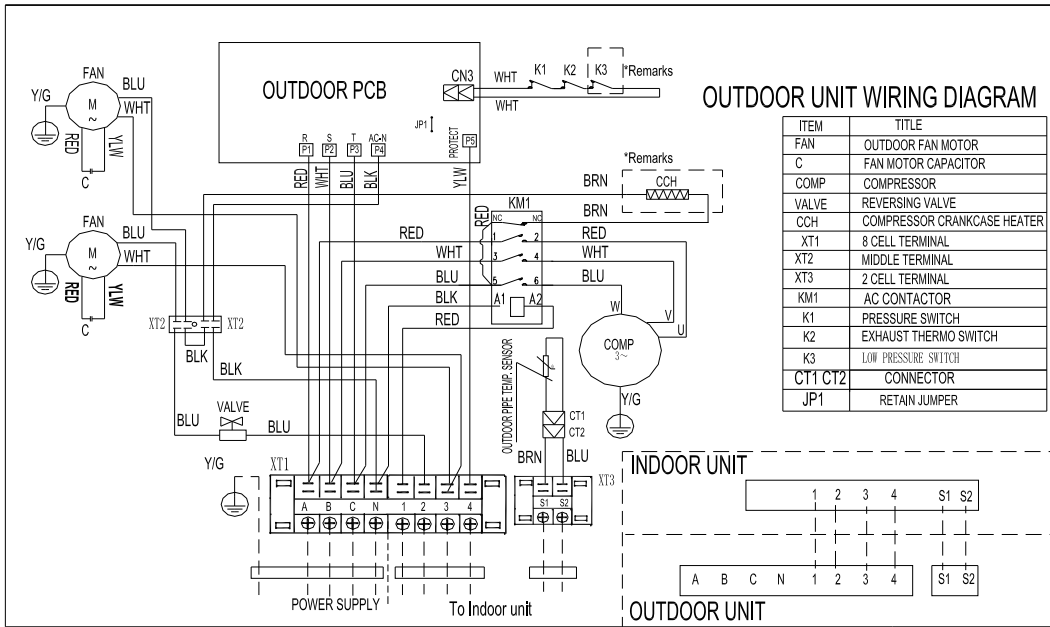 OUTDOOR PCB
CN3
JP1
R
S
T
AC-N
P1
P2
P3
P4
PROTECT
P5
RED
WHT
BLU
BLK
YLW
WHT
WHT
K1
K2
K3
*Remarks
FAN
M
~
Y/G
BLU
WHT
RED
YLW
C
FAN
M
~
Y/G
BLU
WHT
RED
YLW
C
XT2
XT2
BLK
BLK
BLU
VALVE
BLU
*Remarks
CCH
BRN
BRN
KM1
RED
NC
NC
1
2
3
4
5
6
A1
A2
RED
WHT
BLU
BLK
RED
RED
WHT
BLU
W
V
U
COMP
3~
Y/G
OUTDOOR PIPE TEMP. SENSOR
CT1
CT2
BRN
BLU
XT3
S1
S2
Y/G
XT1
A
B
C
N
1
2
3
4
POWER SUPPLY
To Indoor unit
OUTDOOR UNIT WIRING DIAGRAM
ITEM TITLE
FAN OUTDOOR FAN MOTOR
C FAN MOTOR CAPACITOR
COMP COMPRESSOR
VALVE REVERSING VALVE
CCH COMPRESSOR CRANKCASE HEATER
XT1 8 CELL TERMINAL
XT2 MIDDLE TERMINAL
XT3 2 CELL TERMINAL
KM1 AC CONTACTOR
K1 PRESSURE SWITCH
K2 EXHAUST THERMO SWITCH
K3 LOW PRESSURE SWITCH
CT1 CT2 CONNECTOR
JP1 RETAIN JUMPER
INDOOR UNIT
1 2 3 4 S1 S2
A B C N 1 2 3 4 S1 S2
OUTDOOR UNIT